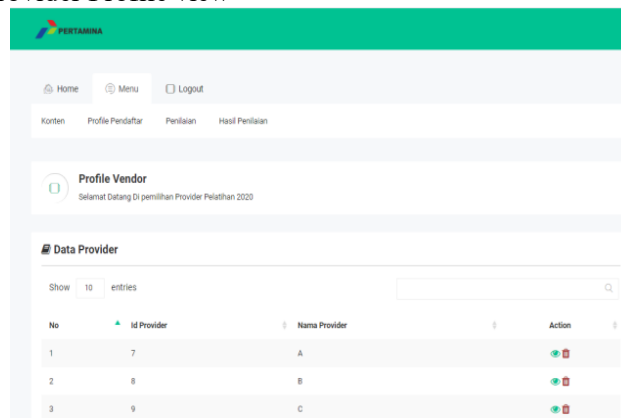 PERTAMINA
Home Menu Logout
Konten Profile Pendaftar Penilaian Hasil Penilaian
Profile Vendor
Selamat Datang Di pemilihan Provider Pelatihan 2020
Data Provider
Show 10 entries
No Id Provider Nama Provider Action
1 7 A
2 8 B
3 9 C